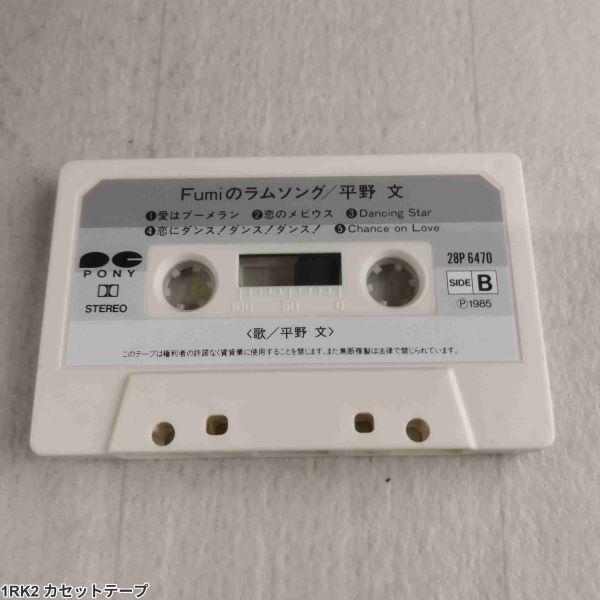 Fumiのラムソング/平野 文
❶愛はブーメラン ❷恋のメビウス ❸Dancing Star
❹恋にダンス!ダンス!ダンス! ❺Chance on Love
PONY
STEREO
28P 6470
SIDE B
Ⓟ1985
100 50 0
〈歌/平野 文〉
このテープは権利者の許諾なく賃貸業に使用することを禁じます。また無断複製は法律で禁じられています。
1RK2 カセットテープ